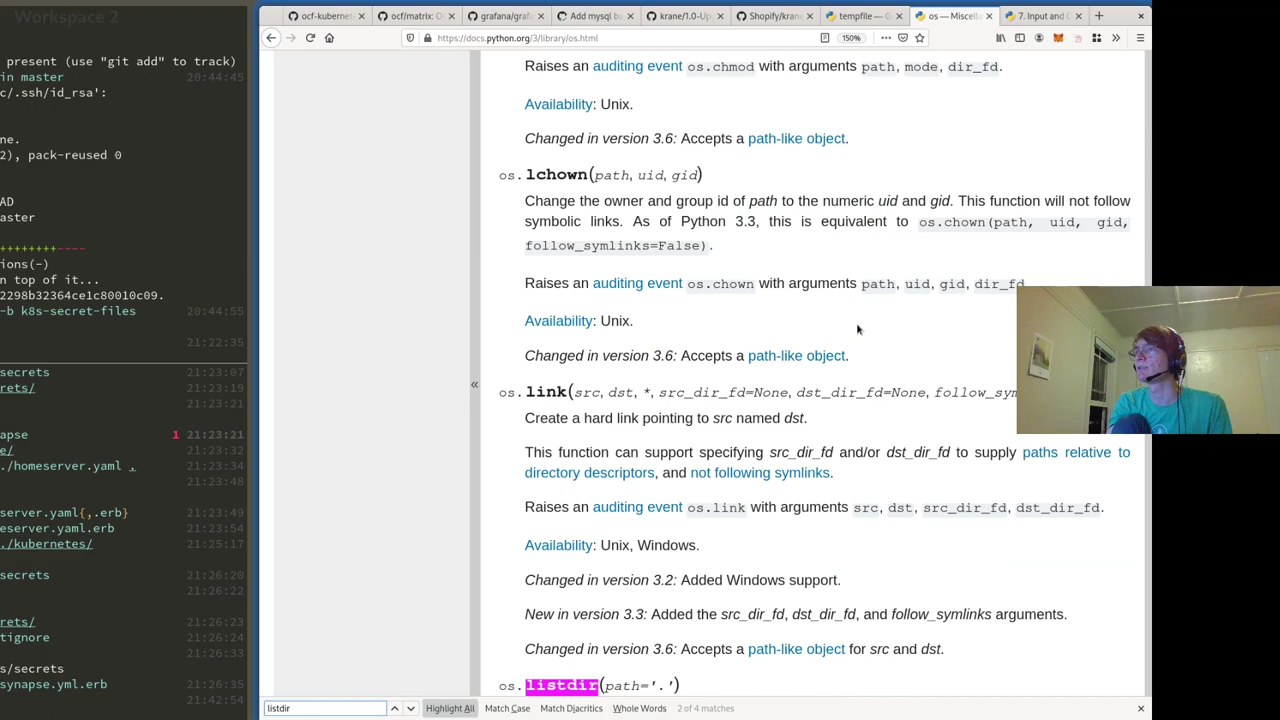 Workspace 2
ocf-kubernet
ocf/matrix: O
grafana/grafa
Add mysql ba
krane/1.0-Up
Shopify/kran
tempfile — G
os — Miscell
7. Input and O
https://docs.python.org/3/library/os.html
150%
present (use "git add" to track)
in master 20:44:45
c/.ssh/id_rsa':
ne.
2), pack-reused 0
AD
aster
++++++++----
ions(-)
n top of it...
2298b32364ce1c80010c09.
-b k8s-secret-files 20:44:55
21:22:35
secrets 21:23:07
rets/ 21:23:19
21:23:21
apse 1 21:23:21
e/ 21:23:32
./homeserver.yaml . 21:23:34
21:23:48
server.yaml{,.erb} 21:23:49
eserver.yaml.erb 21:23:54
./kubernetes/ 21:25:17
secrets 21:26:20
21:26:22
rets/ 21:26:23
tignore 21:26:24
21:26:33
s/secrets
synapse.yml.erb 21:26:34
21:42:54
Raises an auditing event os.chmod with arguments path, mode, dir_fd.
Availability: Unix.
Changed in version 3.6: Accepts a path-like object.
os.lchown(path, uid, gid)
Change the owner and group id of path to the numeric uid and gid. This function will not follow
symbolic links. As of Python 3.3, this is equivalent to os.chown(path, uid, gid,
follow_symlinks=False).
Raises an auditing event os.chown with arguments path, uid, gid, dir_fd
Availability: Unix.
Changed in version 3.6: Accepts a path-like object.
«
os.link(src, dst, *, src_dir_fd=None, dst_dir_fd=None, follow_sym
Create a hard link pointing to src named dst.
This function can support specifying src_dir_fd and/or dst_dir_fd to supply paths relative to
directory descriptors, and not following symlinks.
Raises an auditing event os.link with arguments src, dst, src_dir_fd, dst_dir_fd.
Availability: Unix, Windows.
Changed in version 3.2: Added Windows support.
New in version 3.3: Added the src_dir_fd, dst_dir_fd, and follow_symlinks arguments.
Changed in version 3.6: Accepts a path-like object for src and dst.
os.listdir(path='.')
listdir
Highlight All
Match Case
Match Diacritics
Whole Words
2 of 4 matches